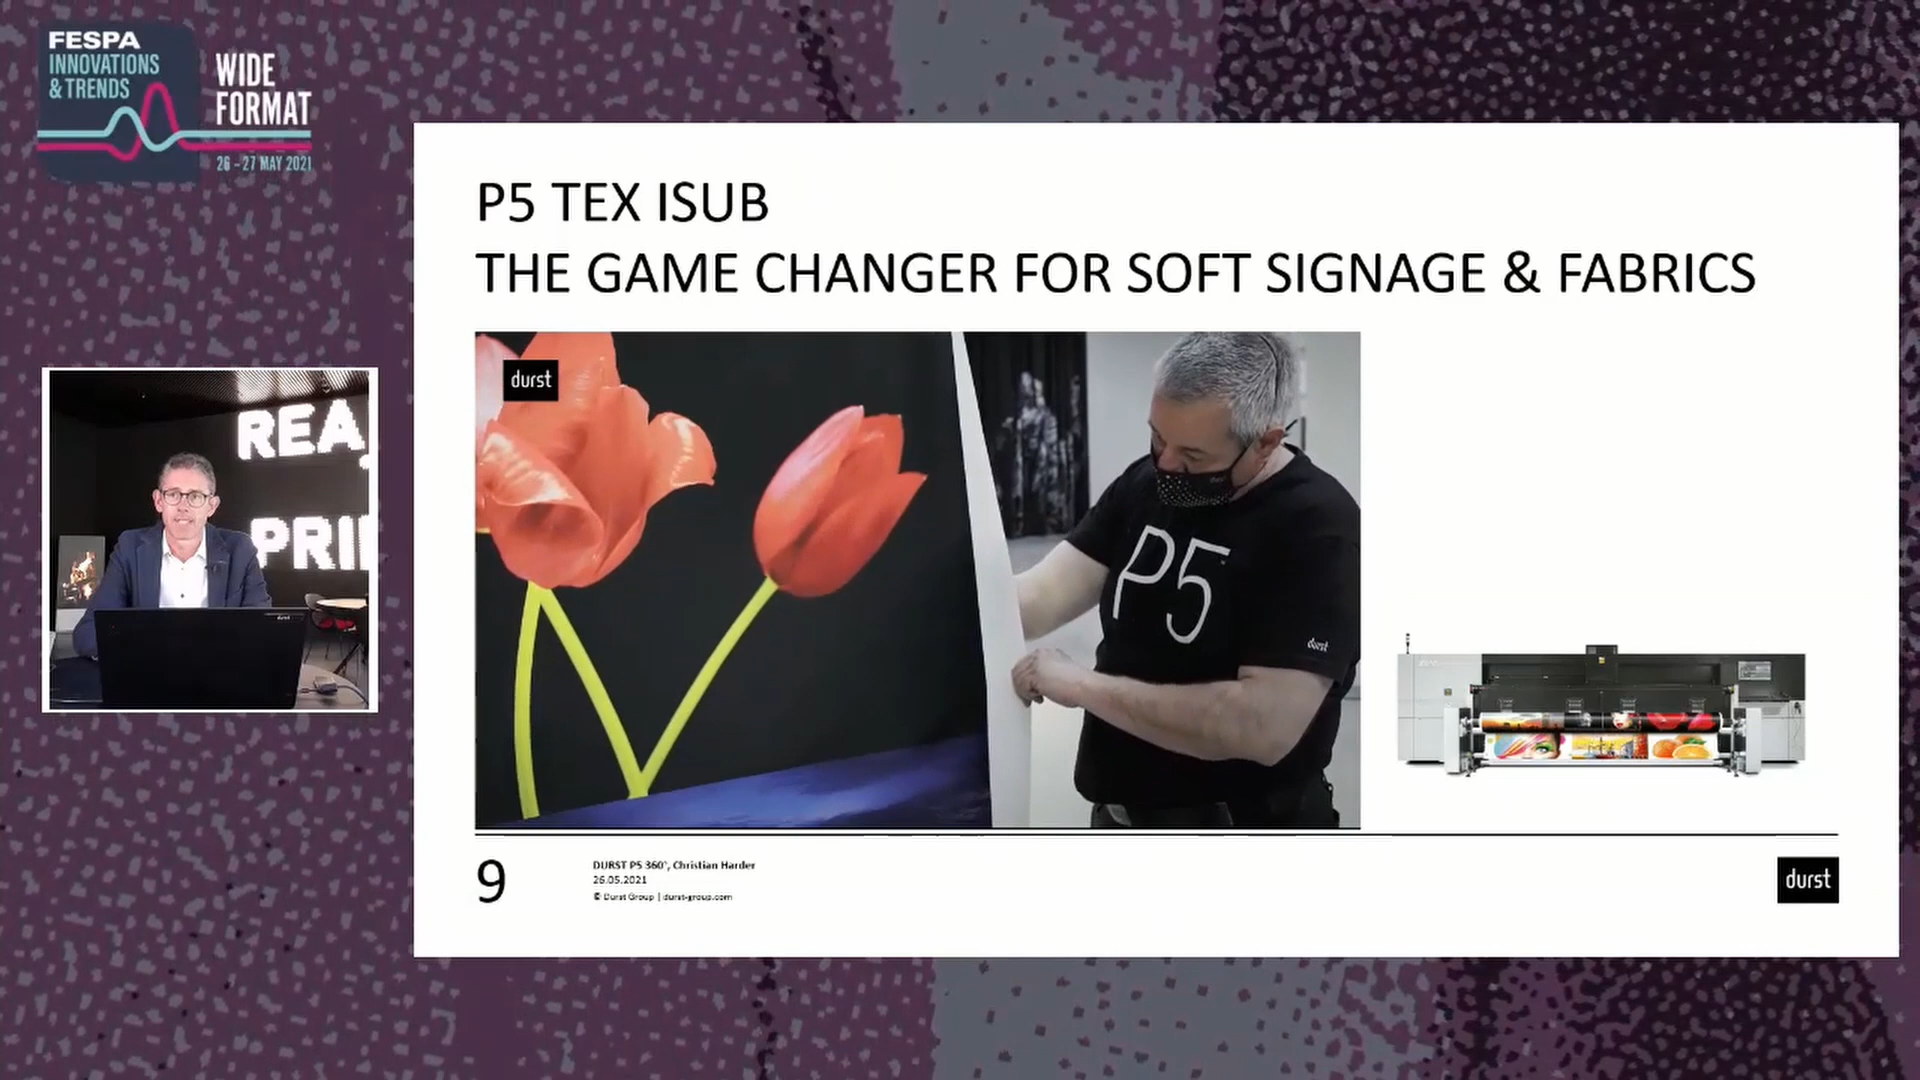 FESPA
INNOVATIONS
& TRENDS
WIDE
FORMAT
26 – 27 MAY 2021
P5 TEX ISUB
THE GAME CHANGER FOR SOFT SIGNAGE & FABRICS
durst
P5
durst
REA
PRI
durst
9
DURST P5 360°, Christian Harder
26.05.2021
© Durst Group | durst-group.com
durst